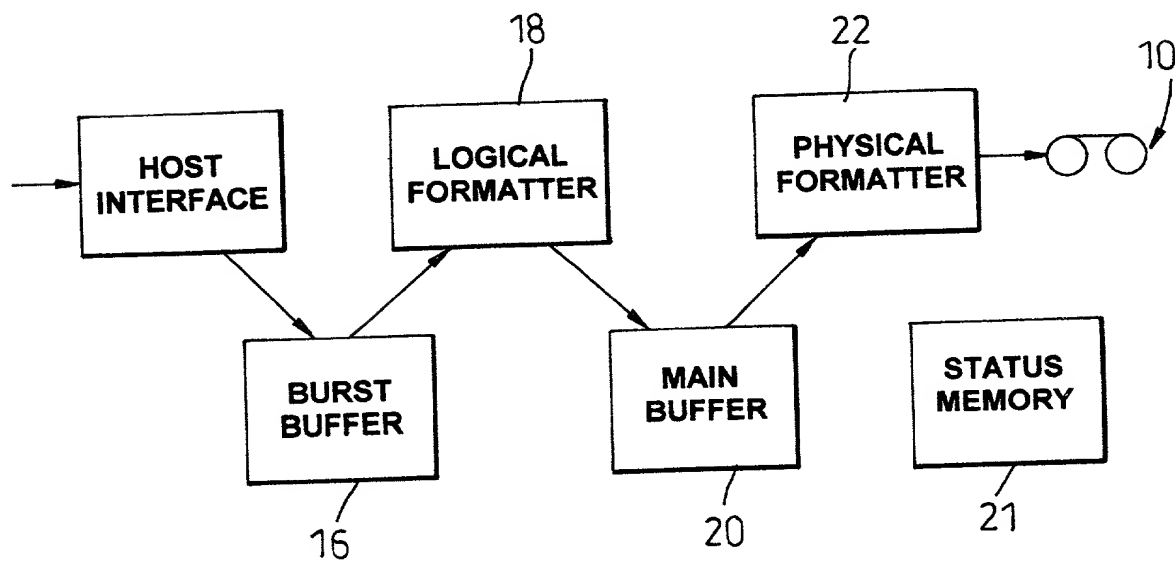 18
22
10
HOST
INTERFACE
LOGICAL
FORMATTER
PHYSICAL
FORMATTER
BURST
BUFFER
MAIN
BUFFER
STATUS
MEMORY
16
20
21